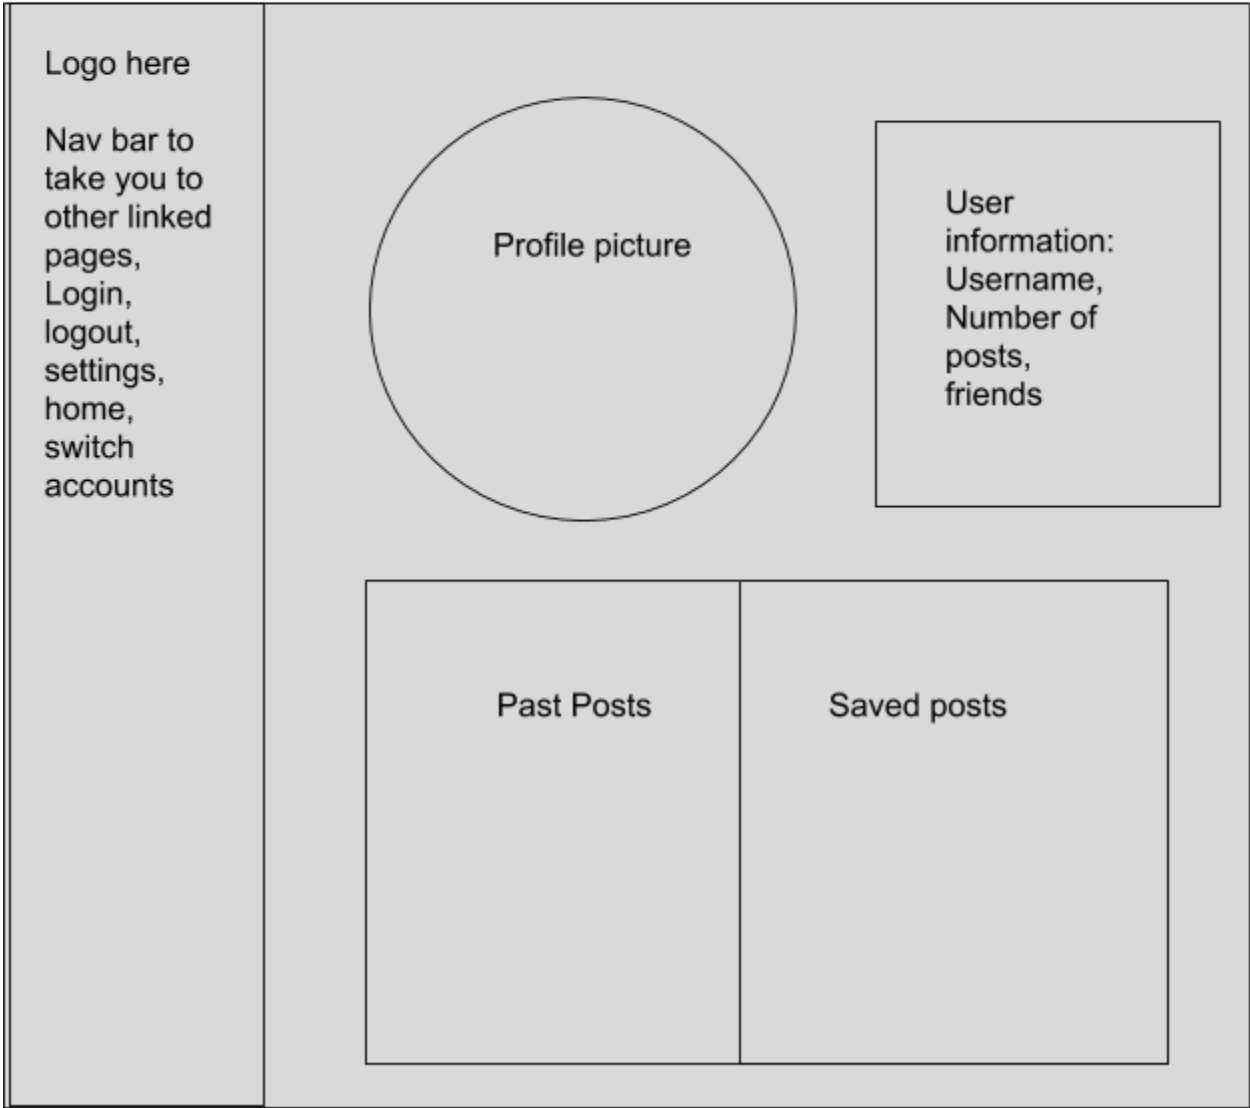 Logo here
Nav bar to
take you to
other linked
pages,
Login,
logout,
settings,
home,
switch
accounts
Profile picture
User
information:
Username,
Number of
posts,
friends
Past Posts
Saved posts